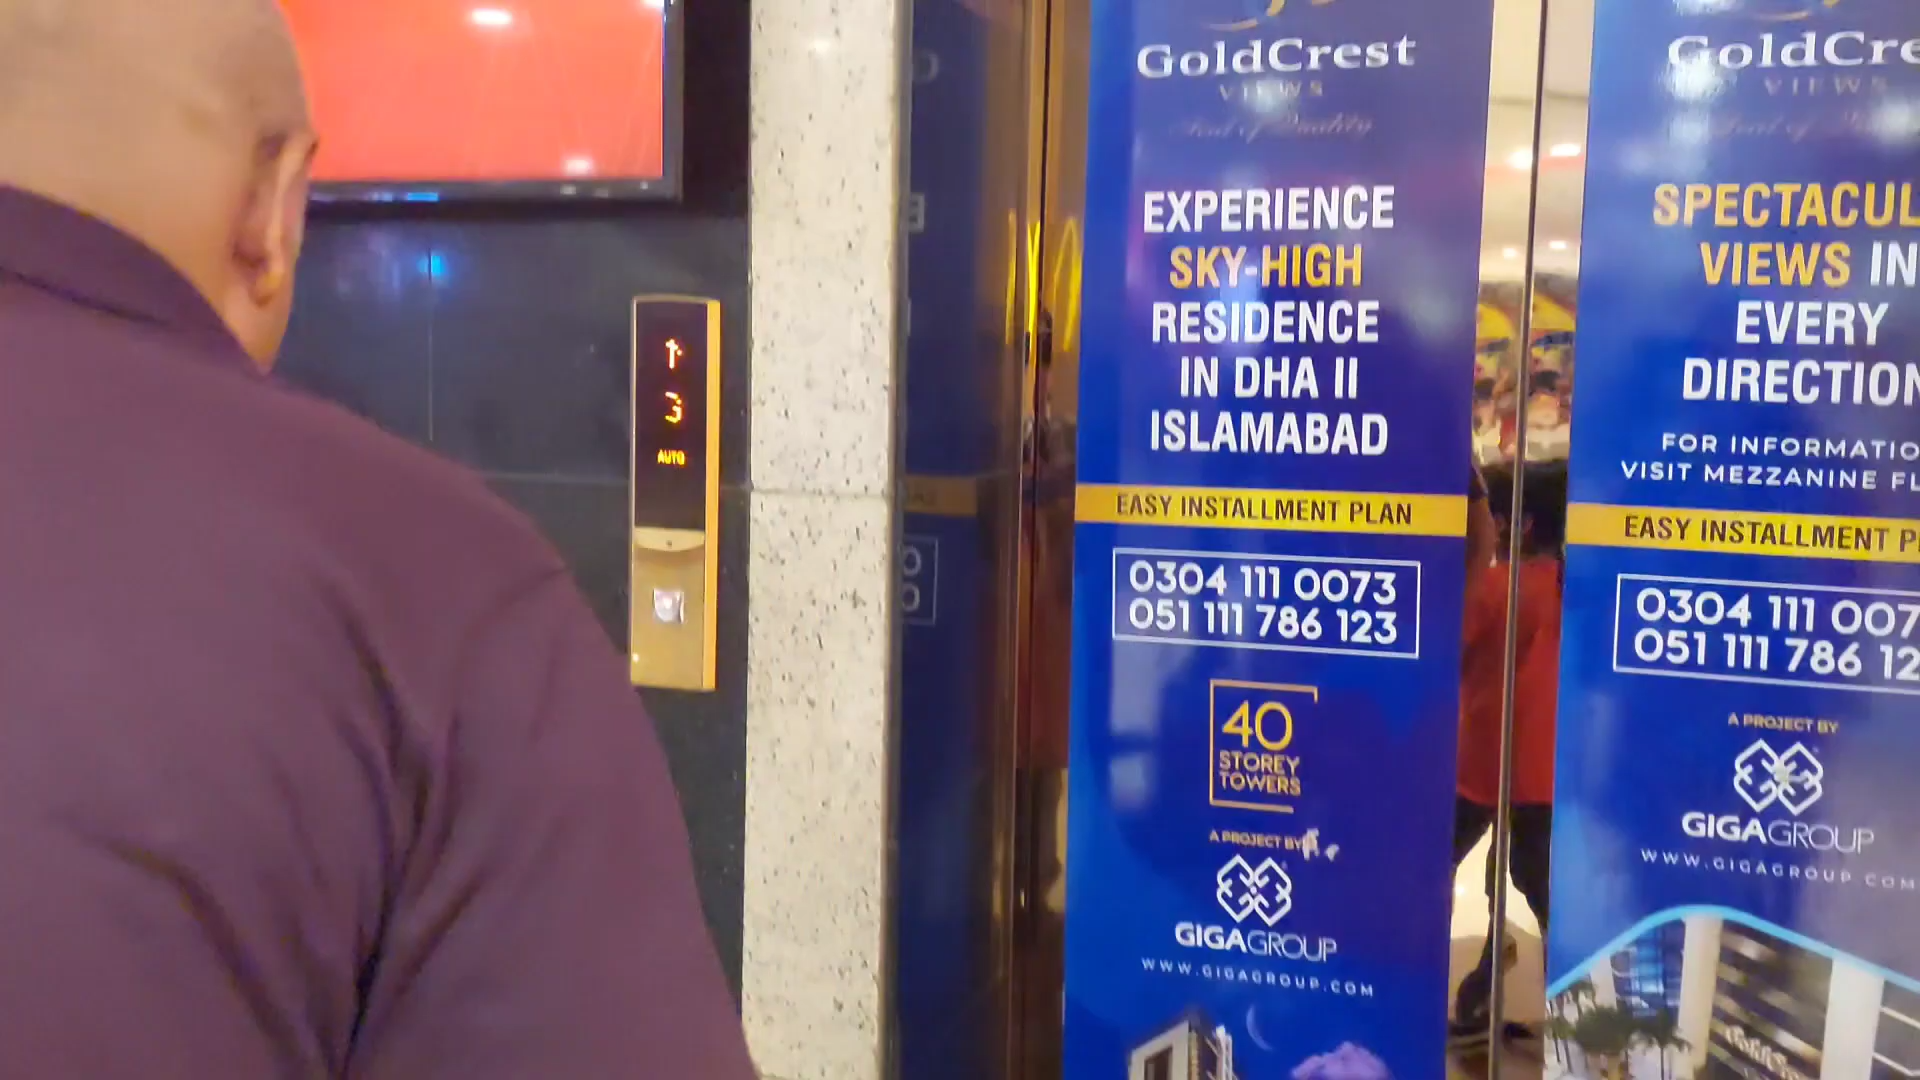 3
AUTO
GoldCrest
VIEWS
Seal of Quality
EXPERIENCE
SKY-HIGH
RESIDENCE
IN DHA II
ISLAMABAD
EASY INSTALLMENT PLAN
0304 111 0073
051 111 786 123
40
STOREY
TOWERS
A PROJECT BY
GIGAGROUP
WWW.GIGAGROUP.COM
GoldCre
VIEWS
SPECTACUL
VIEWS IN
EVERY
DIRECTION
FOR INFORMATIO
VISIT MEZZANINE FL
EASY INSTALLMENT P
0304 111 007
051 111 786 12
A PROJECT BY
GIGAGROUP
WWW.GIGAGROUP.COM